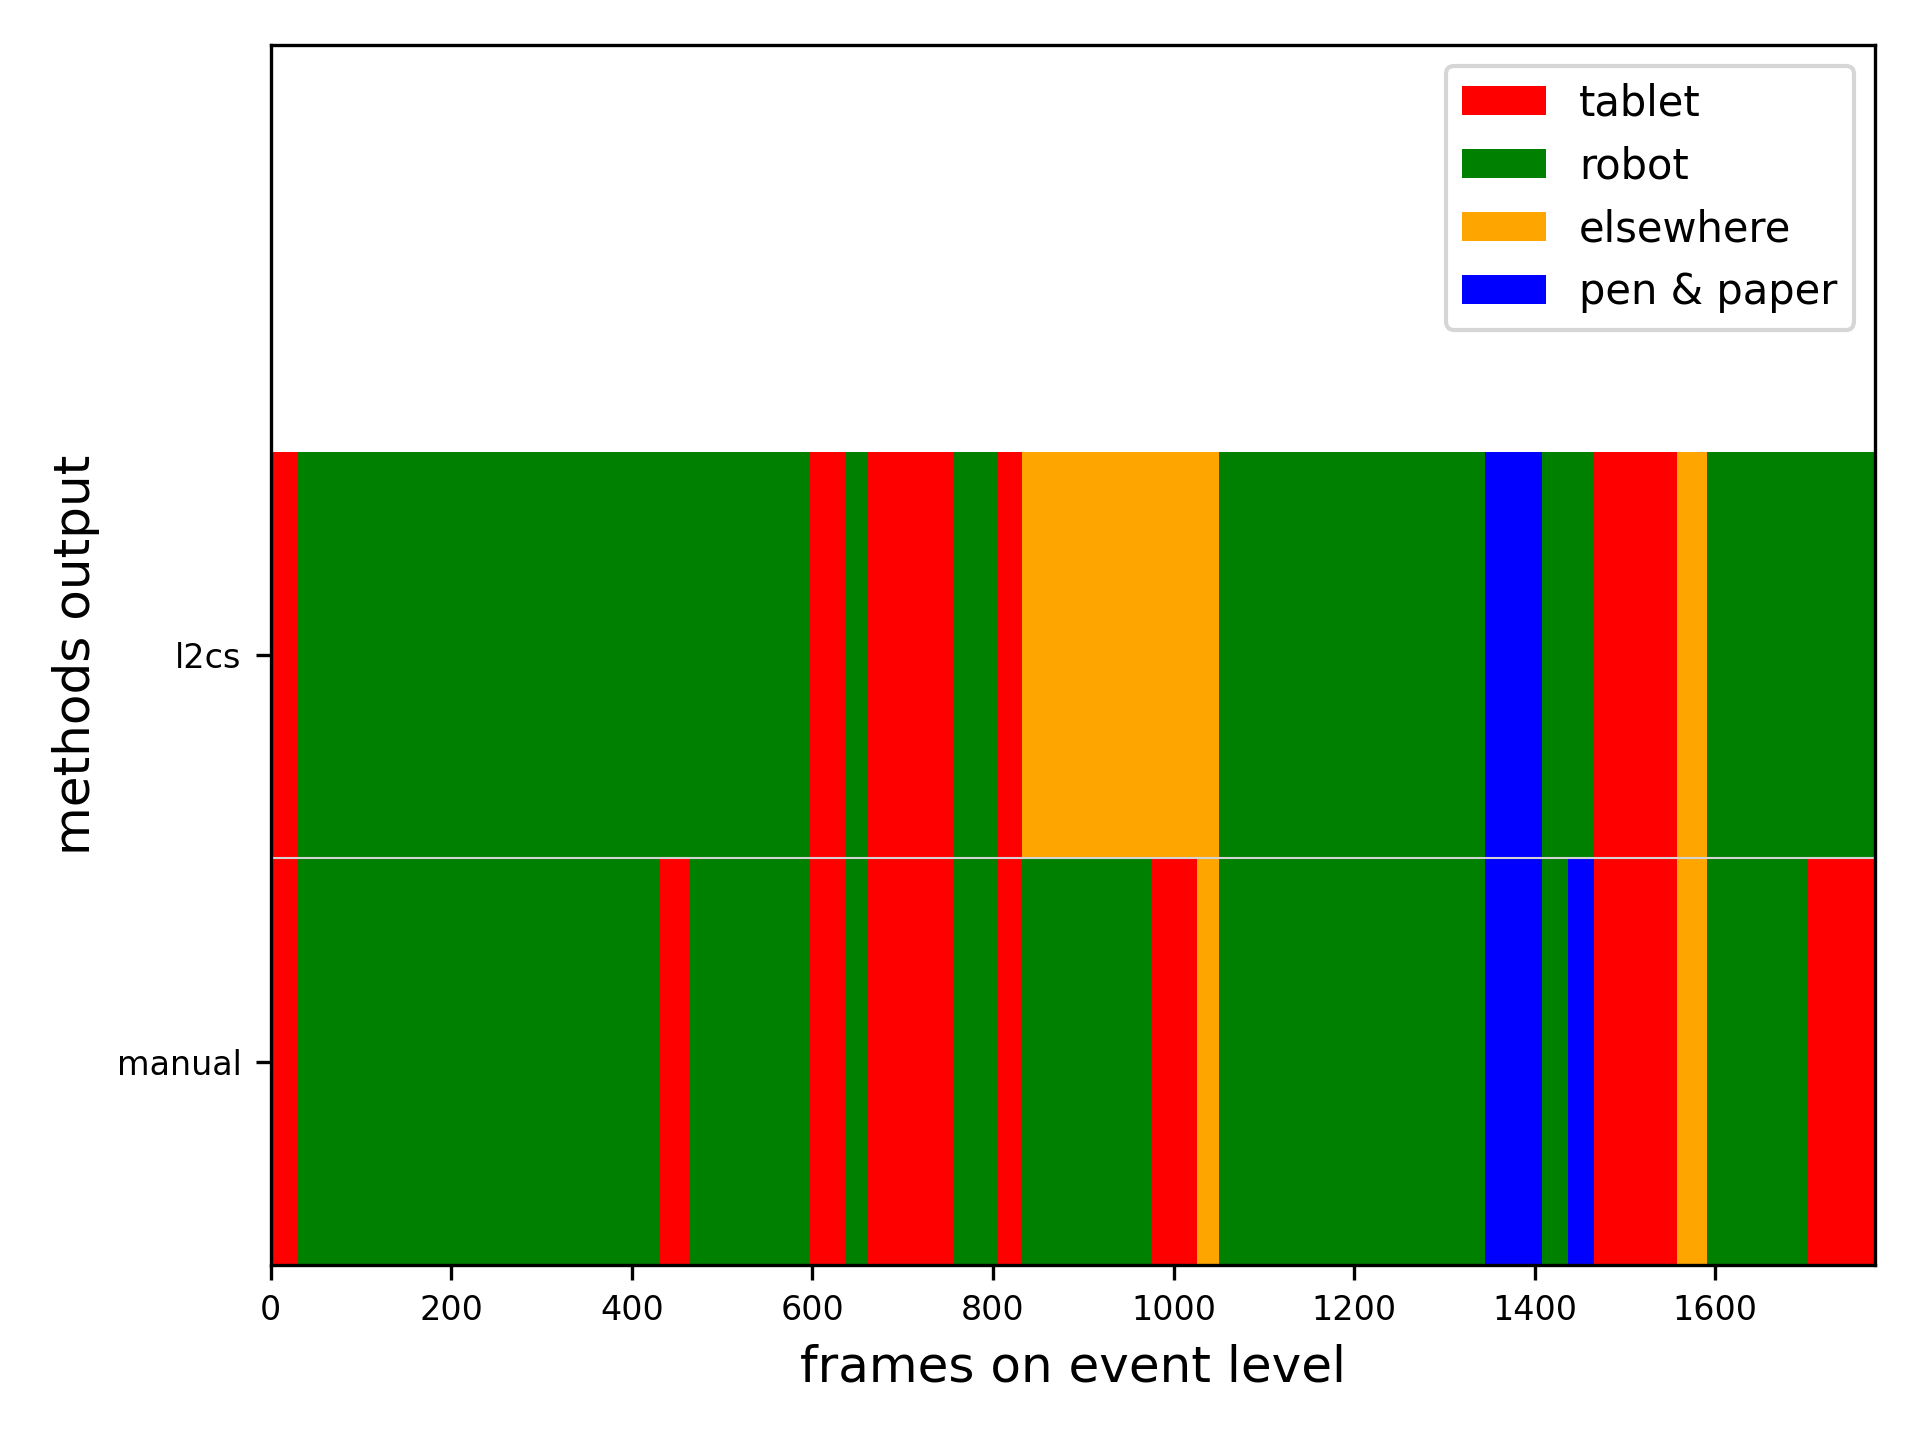 tablet
robot
elsewhere
pen & paper
methods output
l2cs
manual
0 200 400 600 800 1000 1200 1400 1600
frames on event level